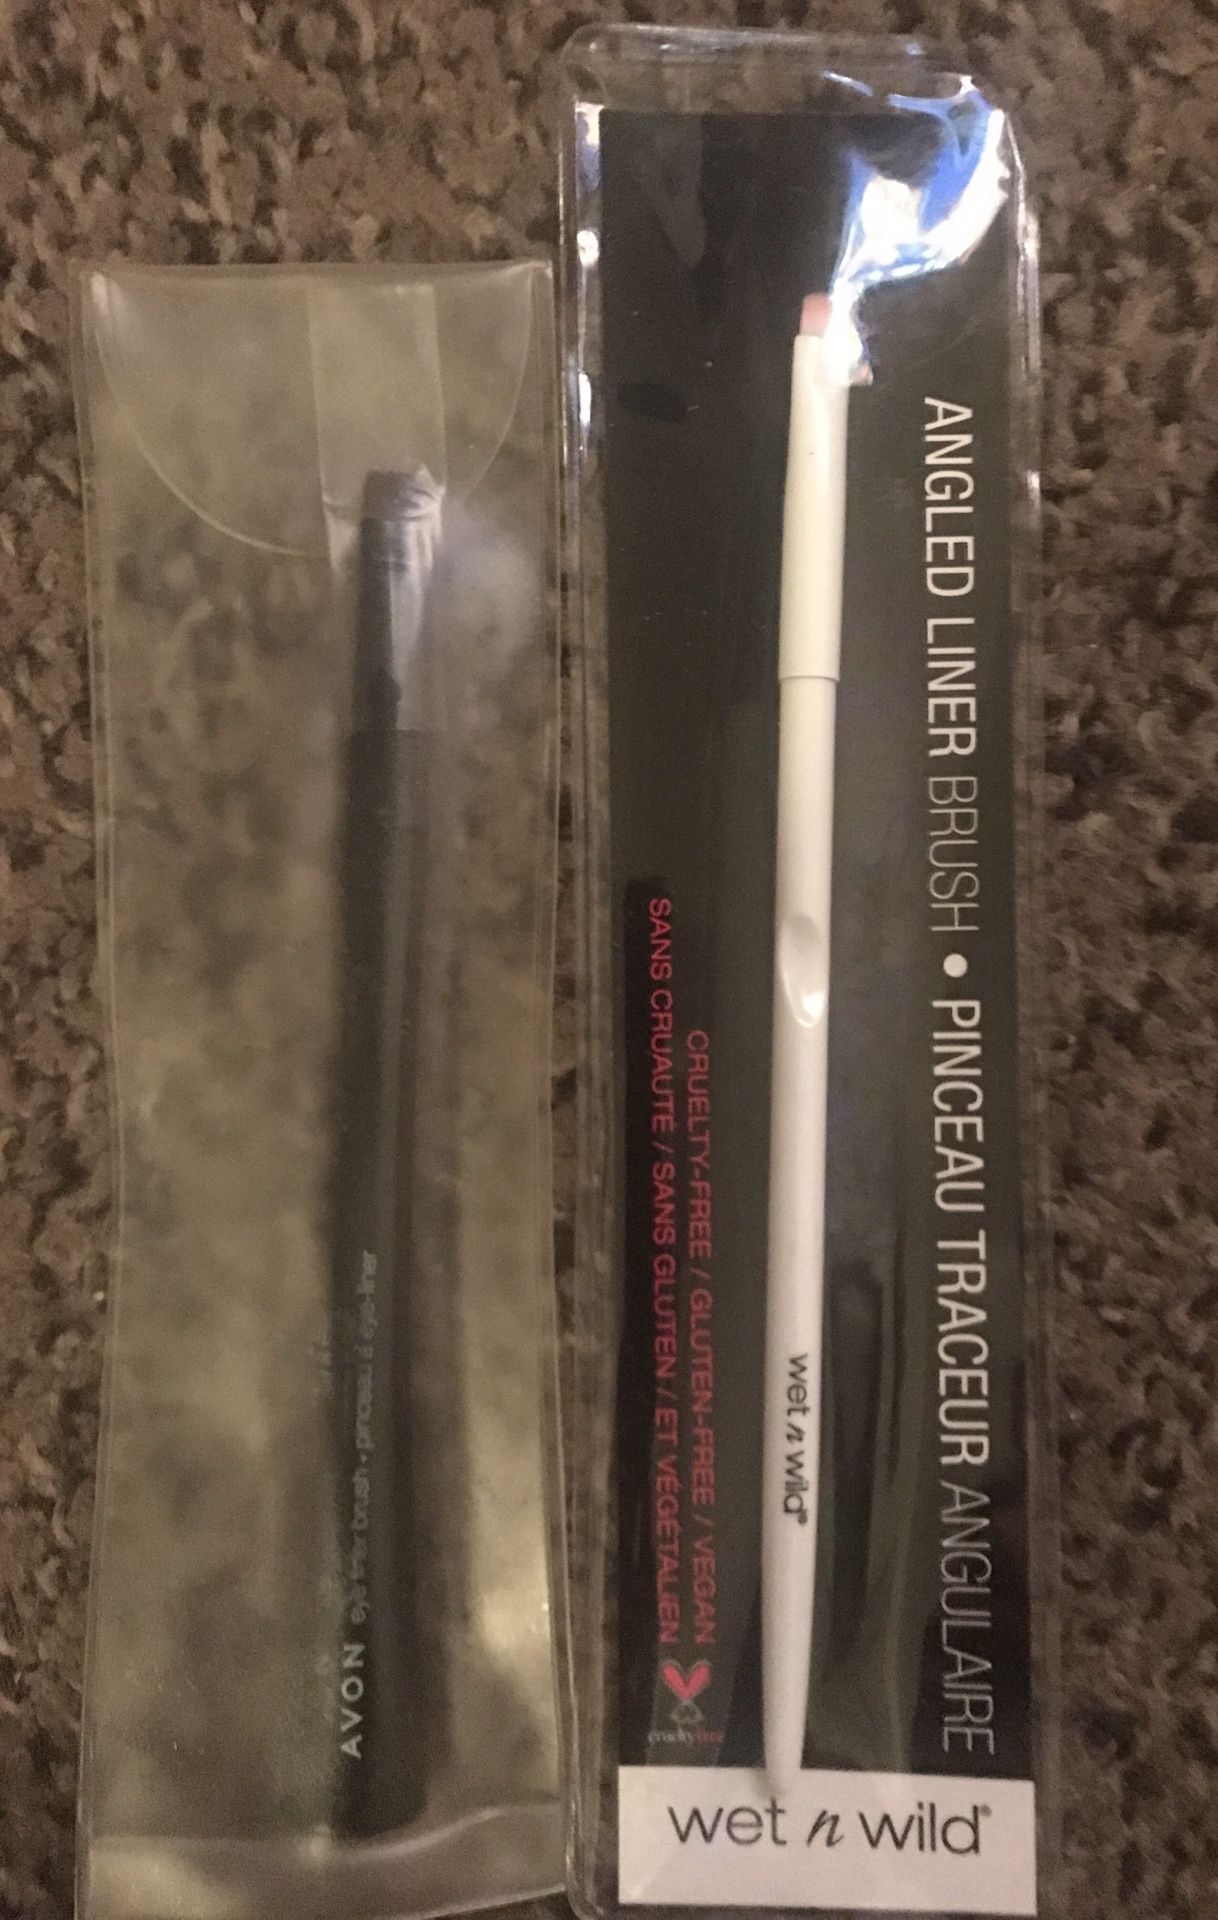 AVON eye liner brush • pinceau à eye-liner
ANGLED LINER BRUSH • PINCEAU TRACEUR ANGULAIRE
wet n wild®
CRUELTY-FREE / GLUTEN-FREE / VEGAN
SANS CRUAUTÉ / SANS GLUTEN / ET VÉGÉTALIEN
crueltyfree
wet n wild®